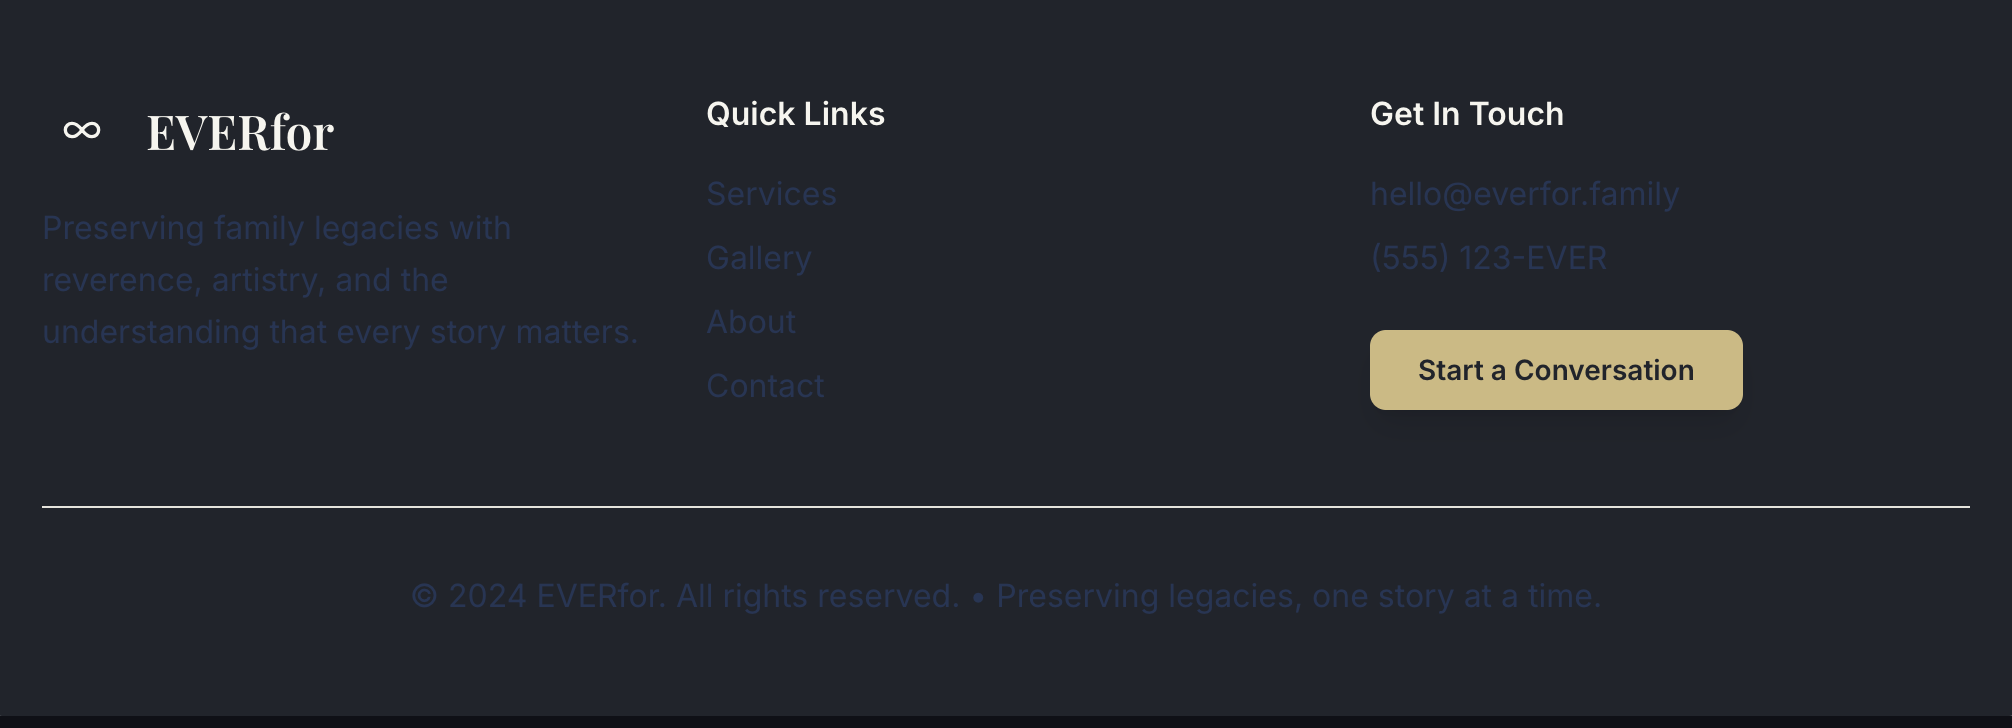 ∞ EVERfor
Preserving family legacies with
reverence, artistry, and the
understanding that every story matters.
Quick Links
Services
Gallery
About
Contact
Get In Touch
hello@everfor.family
(555) 123-EVER
Start a Conversation
© 2024 EVERfor. All rights reserved. • Preserving legacies, one story at a time.